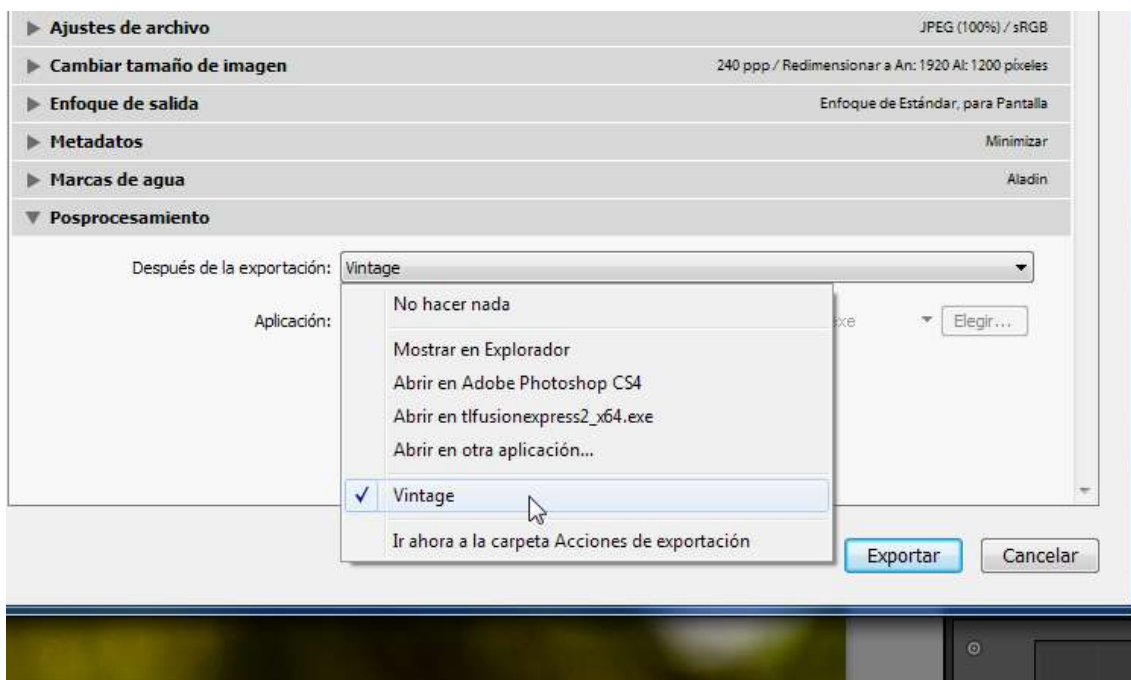 Ajustes de archivo JPEG (100%) / sRGB
Cambiar tamaño de imagen 240 ppp / Redimensionar a An: 1920 Al: 1200 píxeles
Enfoque de salida Enfoque de Estándar, para Pantalla
Metadatos Minimizar
Marcas de agua Aladin
Posprocesamiento
Después de la exportación: Vintage
No hacer nada
Aplicación: exe Elegir...
Mostrar en Explorador
Abrir en Adobe Photoshop CS4
Abrir en tlfusionexpress2_x64.exe
Abrir en otra aplicación...
Vintage
Ir ahora a la carpeta Acciones de exportación
Exportar Cancelar